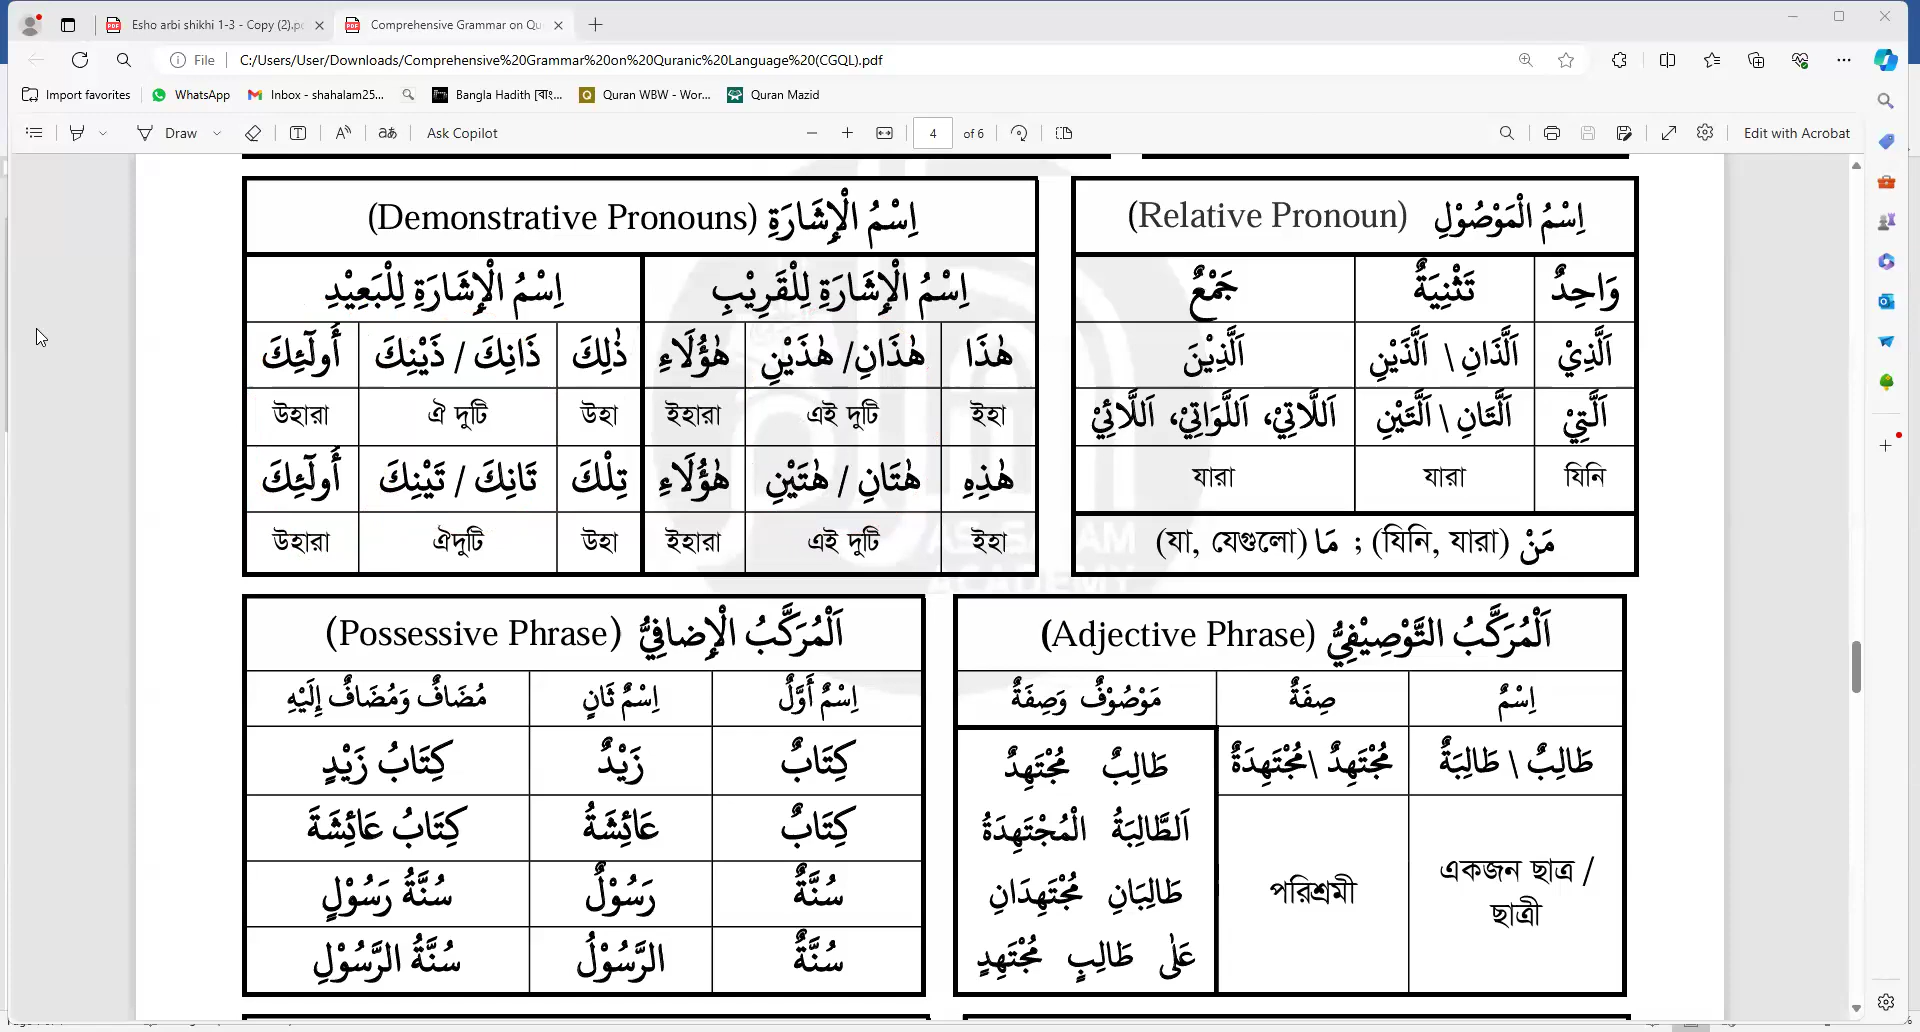 Esho arbi shikhi 1-3 - Copy (2).pc
Comprehensive Grammar on Qu
File
C:/Users/User/Downloads/Comprehensive%20Grammar%20on%20Quranic%20Language%20(CGQL).pdf
Import favorites
WhatsApp
Inbox - shahalam25...
Bangla Hadith [বাং...
Quran WBW - Wor...
Quran Mazid
Draw
Ask Copilot
4 of 6
Edit with Acrobat
اِسْمُ الْإِشَارَةِ (Demonstrative Pronouns)
اِسْمُ الْإِشَارَةِ لِلْقَرِيْبِ اِسْمُ الْإِشَارَةِ لِلْبَعِيْدِ
هٰذَا هٰذَانِ/ هٰذَيْنِ هٰؤُلَاءِ ذٰلِكَ ذَانِكَ / ذَيْنِكَ أُولٰٓئِكَ
ইহা এই দুটি ইহারা উহা ঐ দুটি উহারা
هٰذِهِ هٰتَانِ / هٰتَيْنِ هٰؤُلَاءِ تِلْكَ تَانِكَ / تَيْنِكَ أُولٰٓئِكَ
ইহা এই দুটি ইহারা উহা ঐদুটি উহারা
اِسْمُ الْمَوْصُوْلِ (Relative Pronoun)
وَاحِدٌ تَثْنِيَةٌ جَمْعٌ
اَلَّذِيْ اَلَّذَانِ \ اَلَّذَيْنِ اَلَّذِيْنَ
اَلَّتِيْ اَلَّتَانِ \ اَلَّتَيْنِ اَللَّاتِيْ، اَللَّوَاتِيْ، اَللَّائِيْ
যিনি যারা যারা
مَنْ (যিনি, যারা) ; مَا (যা, যেগুলো)
AS-SALAM
ACADEMY
اَلْمُرَكَّبُ الْإِضَافِيُّ (Possessive Phrase)
اِسْمٌ أَوَّلٌ اِسْمٌ ثَانٍ مُضَافٌ وَمُضَافٌ إِلَيْهِ
كِتَابٌ زَيْدٌ كِتَابُ زَيْدٍ
كِتَابٌ عَائِشَةُ كِتَابُ عَائِشَةَ
سُنَّةٌ رَسُوْلٌ سُنَّةُ رَسُوْلٍ
سُنَّةٌ الرَّسُوْلُ سُنَّةُ الرَّسُوْلِ
اَلْمُرَكَّبُ التَّوْصِيْفِيُّ (Adjective Phrase)
اِسْمٌ صِفَةٌ مَوْصُوْفٌ وَصِفَةٌ
طَالِبٌ \ طَالِبَةٌ مُجْتَهِدٌ \مُجْتَهِدَةٌ طَالِبٌ مُجْتَهِدٌ
اَلطَّالِبَةُ الْمُجْتَهِدَةُ
একজন ছাত্র / ছাত্রী পরিশ্রমী طَالِبَانِ مُجْتَهِدَانِ
عَلٰى طَالِبٍ مُجْتَهِدٍ